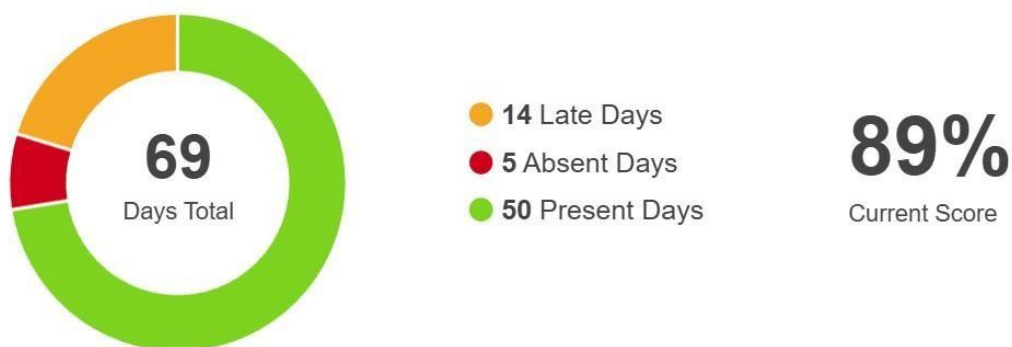 69
Days Total
14 Late Days
5 Absent Days
50 Present Days
89%
Current Score